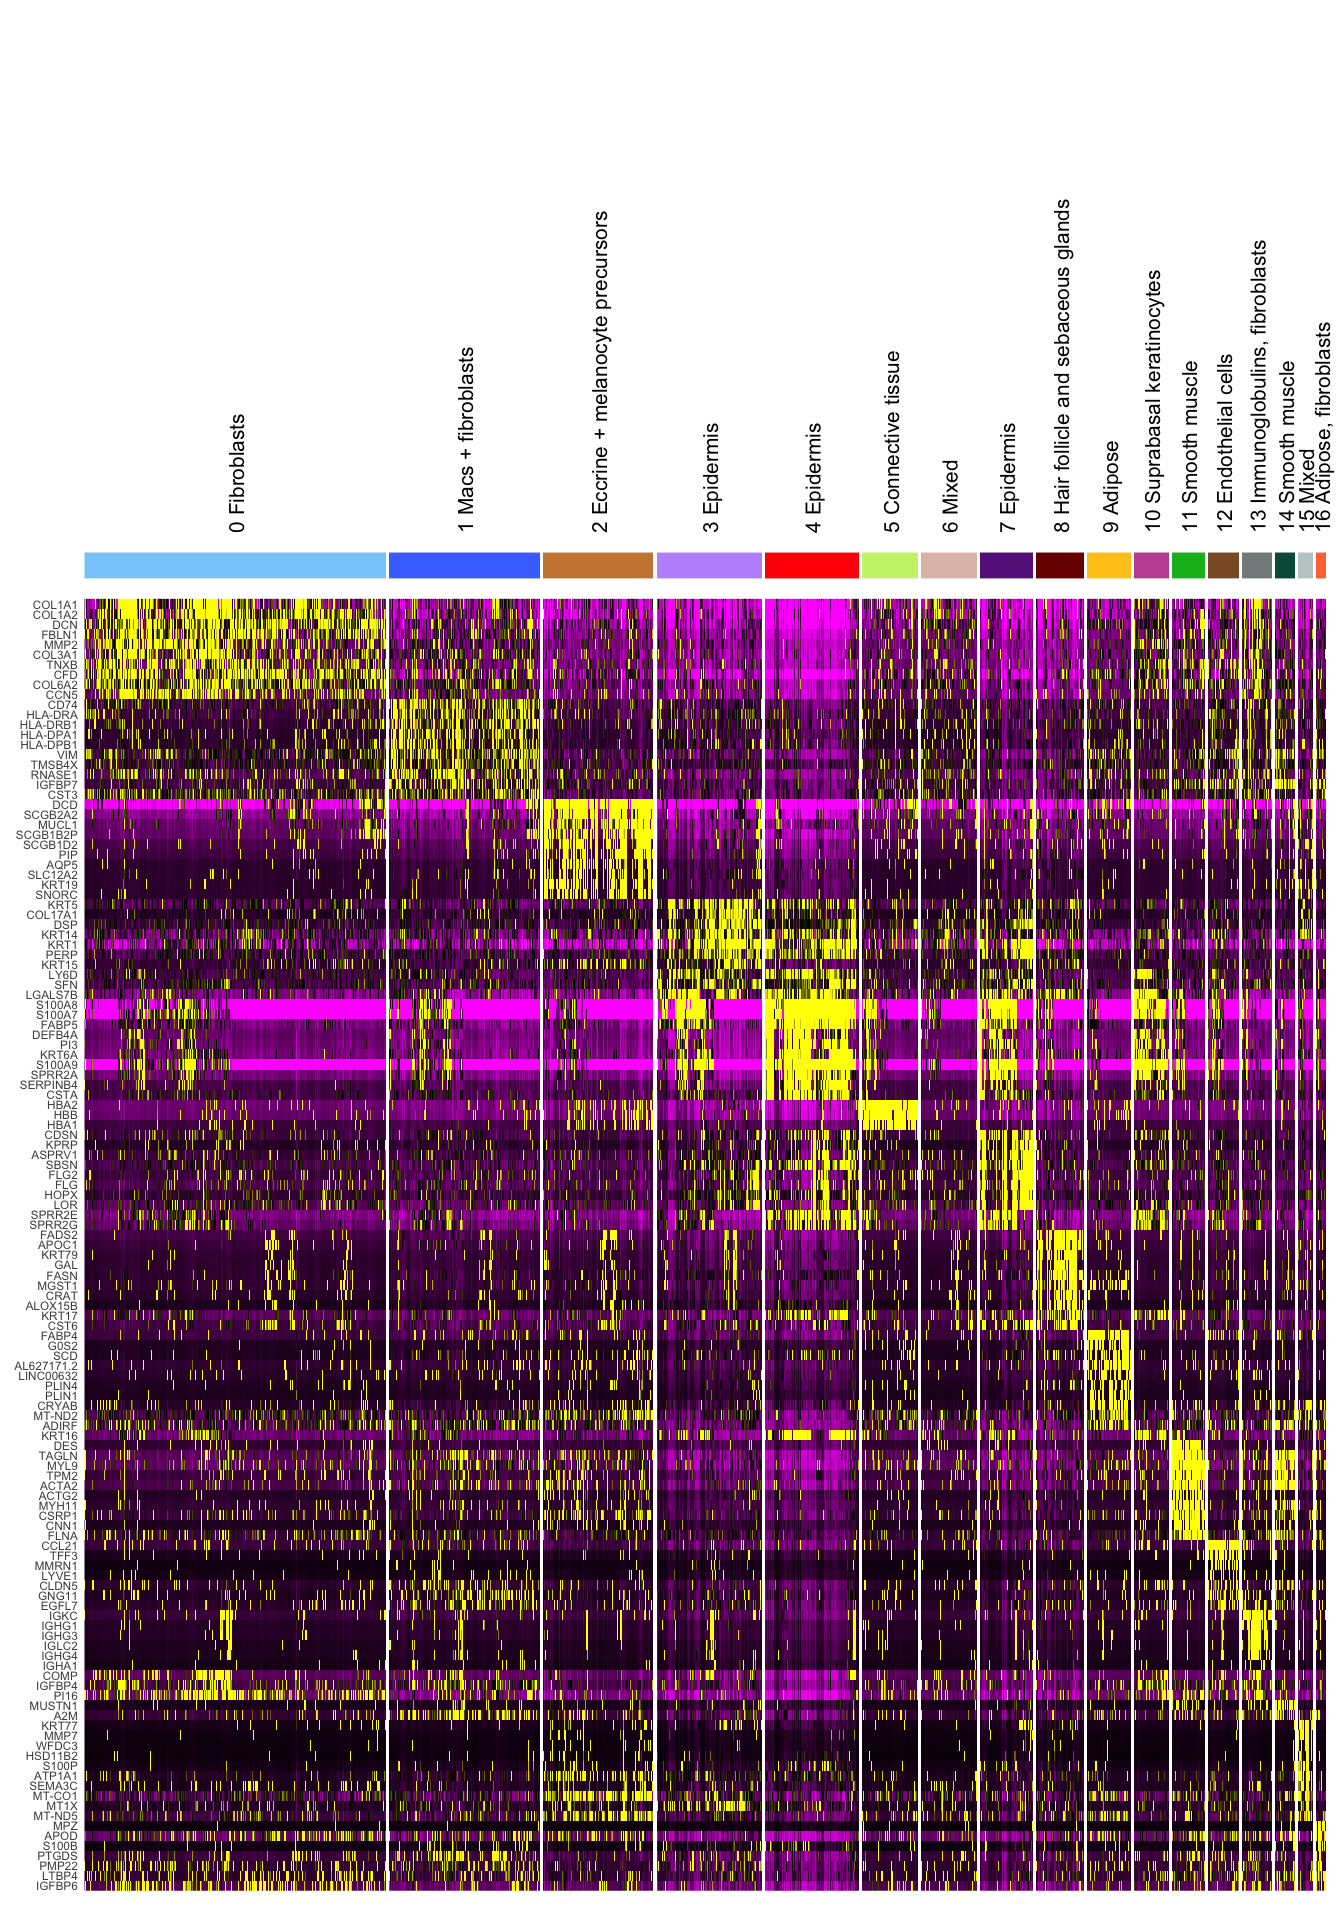 0 Fibroblasts
1 Macs + fibroblasts
2 Eccrine + melanocyte precursors
3 Epidermis
4 Epidermis
5 Connective tissue
6 Mixed
7 Epidermis
8 Hair follicle and sebaceous glands
9 Adipose
10 Suprabasal keratinocytes
11 Smooth muscle
12 Endothelial cells
13 Immunoglobulins, fibroblasts
14 Smooth muscle
15 Mixed
16 Adipose, fibroblasts
COL1A1
COL1A2
DCN
FBLN1
MMP2
COL3A1
TNXB
CFD
COL6A2
CCN5
CD74
HLA-DRA
HLA-DRB1
HLA-DPA1
HLA-DPB1
VIM
TMSB4X
RNASE1
IGFBP7
CST3
DCD
SCGB2A2
MUCL1
SCGB1B2P
SCGB1D2
PIP
AQP5
SLC12A2
KRT19
SNORC
KRT5
COL17A1
DSP
KRT14
KRT1
PERP
KRT15
LY6D
SFN
LGALS7B
S100A8
S100A7
FABP5
DEFB4A
PI3
KRT6A
S100A9
SPRR2A
SERPINB4
CSTA
HBA2
HBB
HBA1
CDSN
KPRP
ASPRV1
SBSN
FLG2
FLG
HOPX
LOR
SPRR2E
SPRR2G
FADS2
APOC1
KRT79
GAL
FASN
MGST1
CRAT
ALOX15B
KRT17
CST6
FABP4
G0S2
SCD
AL627171.2
LINC00632
PLIN4
PLIN1
CRYAB
MT-ND2
ADIRF
KRT16
DES
TAGLN
MYL9
TPM2
ACTA2
ACTG2
MYH11
CSRP1
CNN1
FLNA
CCL21
TFF3
MMRN1
LYVE1
CLDN5
GNG11
EGFL7
IGKC
IGHG1
IGHG3
IGLC2
IGHG4
IGHA1
COMP
IGFBP4
PI16
MUSTN1
A2M
KRT77
MMP7
WFDC3
HSD11B2
S100P
ATP1A1
SEMA3C
MT-CO1
MT1X
MT-ND5
MPZ
APOD
S100B
PTGDS
PMP22
LTBP4
IGFBP6